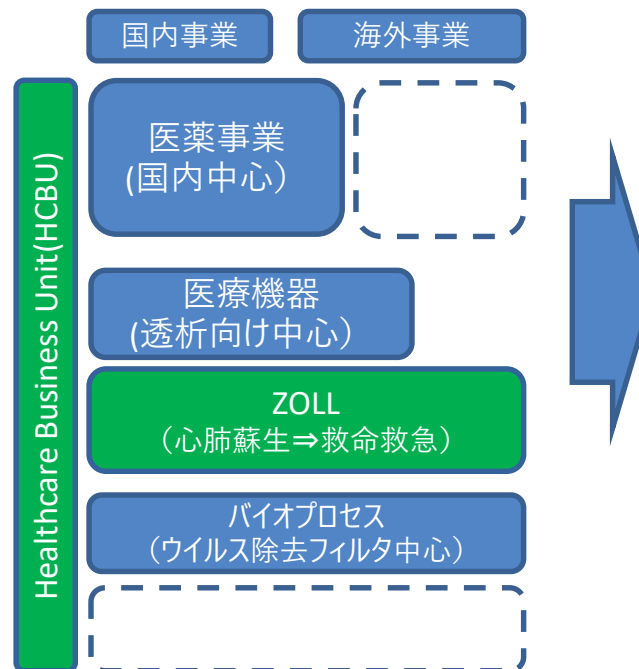 国内事業
海外事業
Healthcare Business Unit(HCBU)
医薬事業
(国内中心）
医療機器
(透析向け中心）
ZOLL
（心肺蘇生⇒救命救急）
バイオプロセス
（ウイルス除去フィルタ中心）